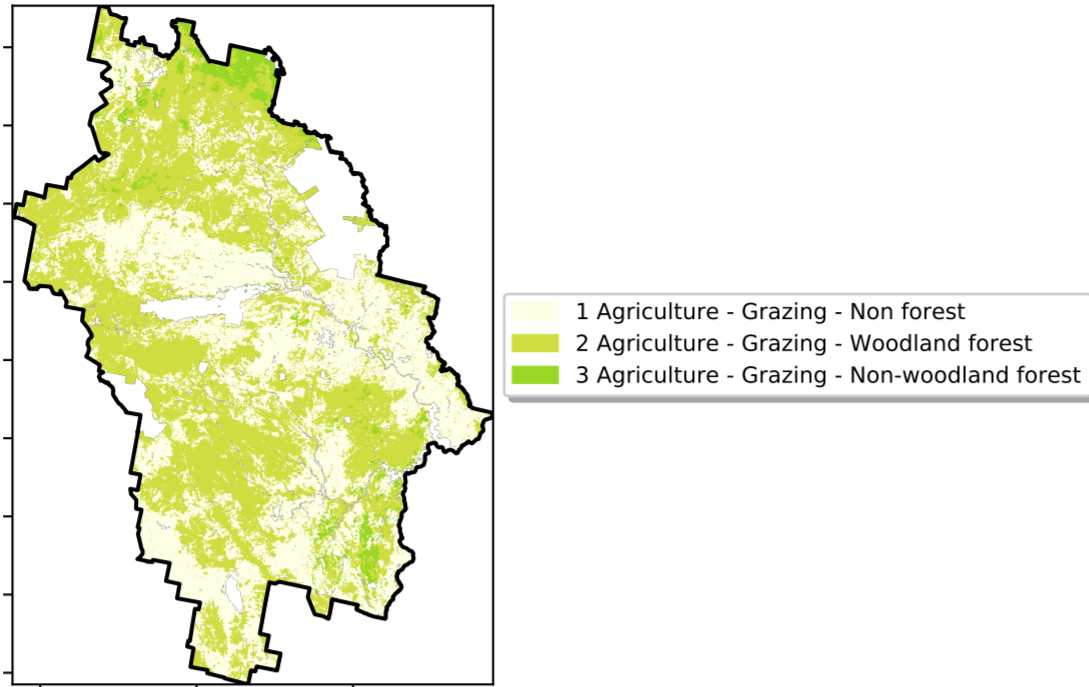 1 Agriculture - Grazing - Non forest
2 Agriculture - Grazing - Woodland forest
3 Agriculture - Grazing - Non-woodland forest